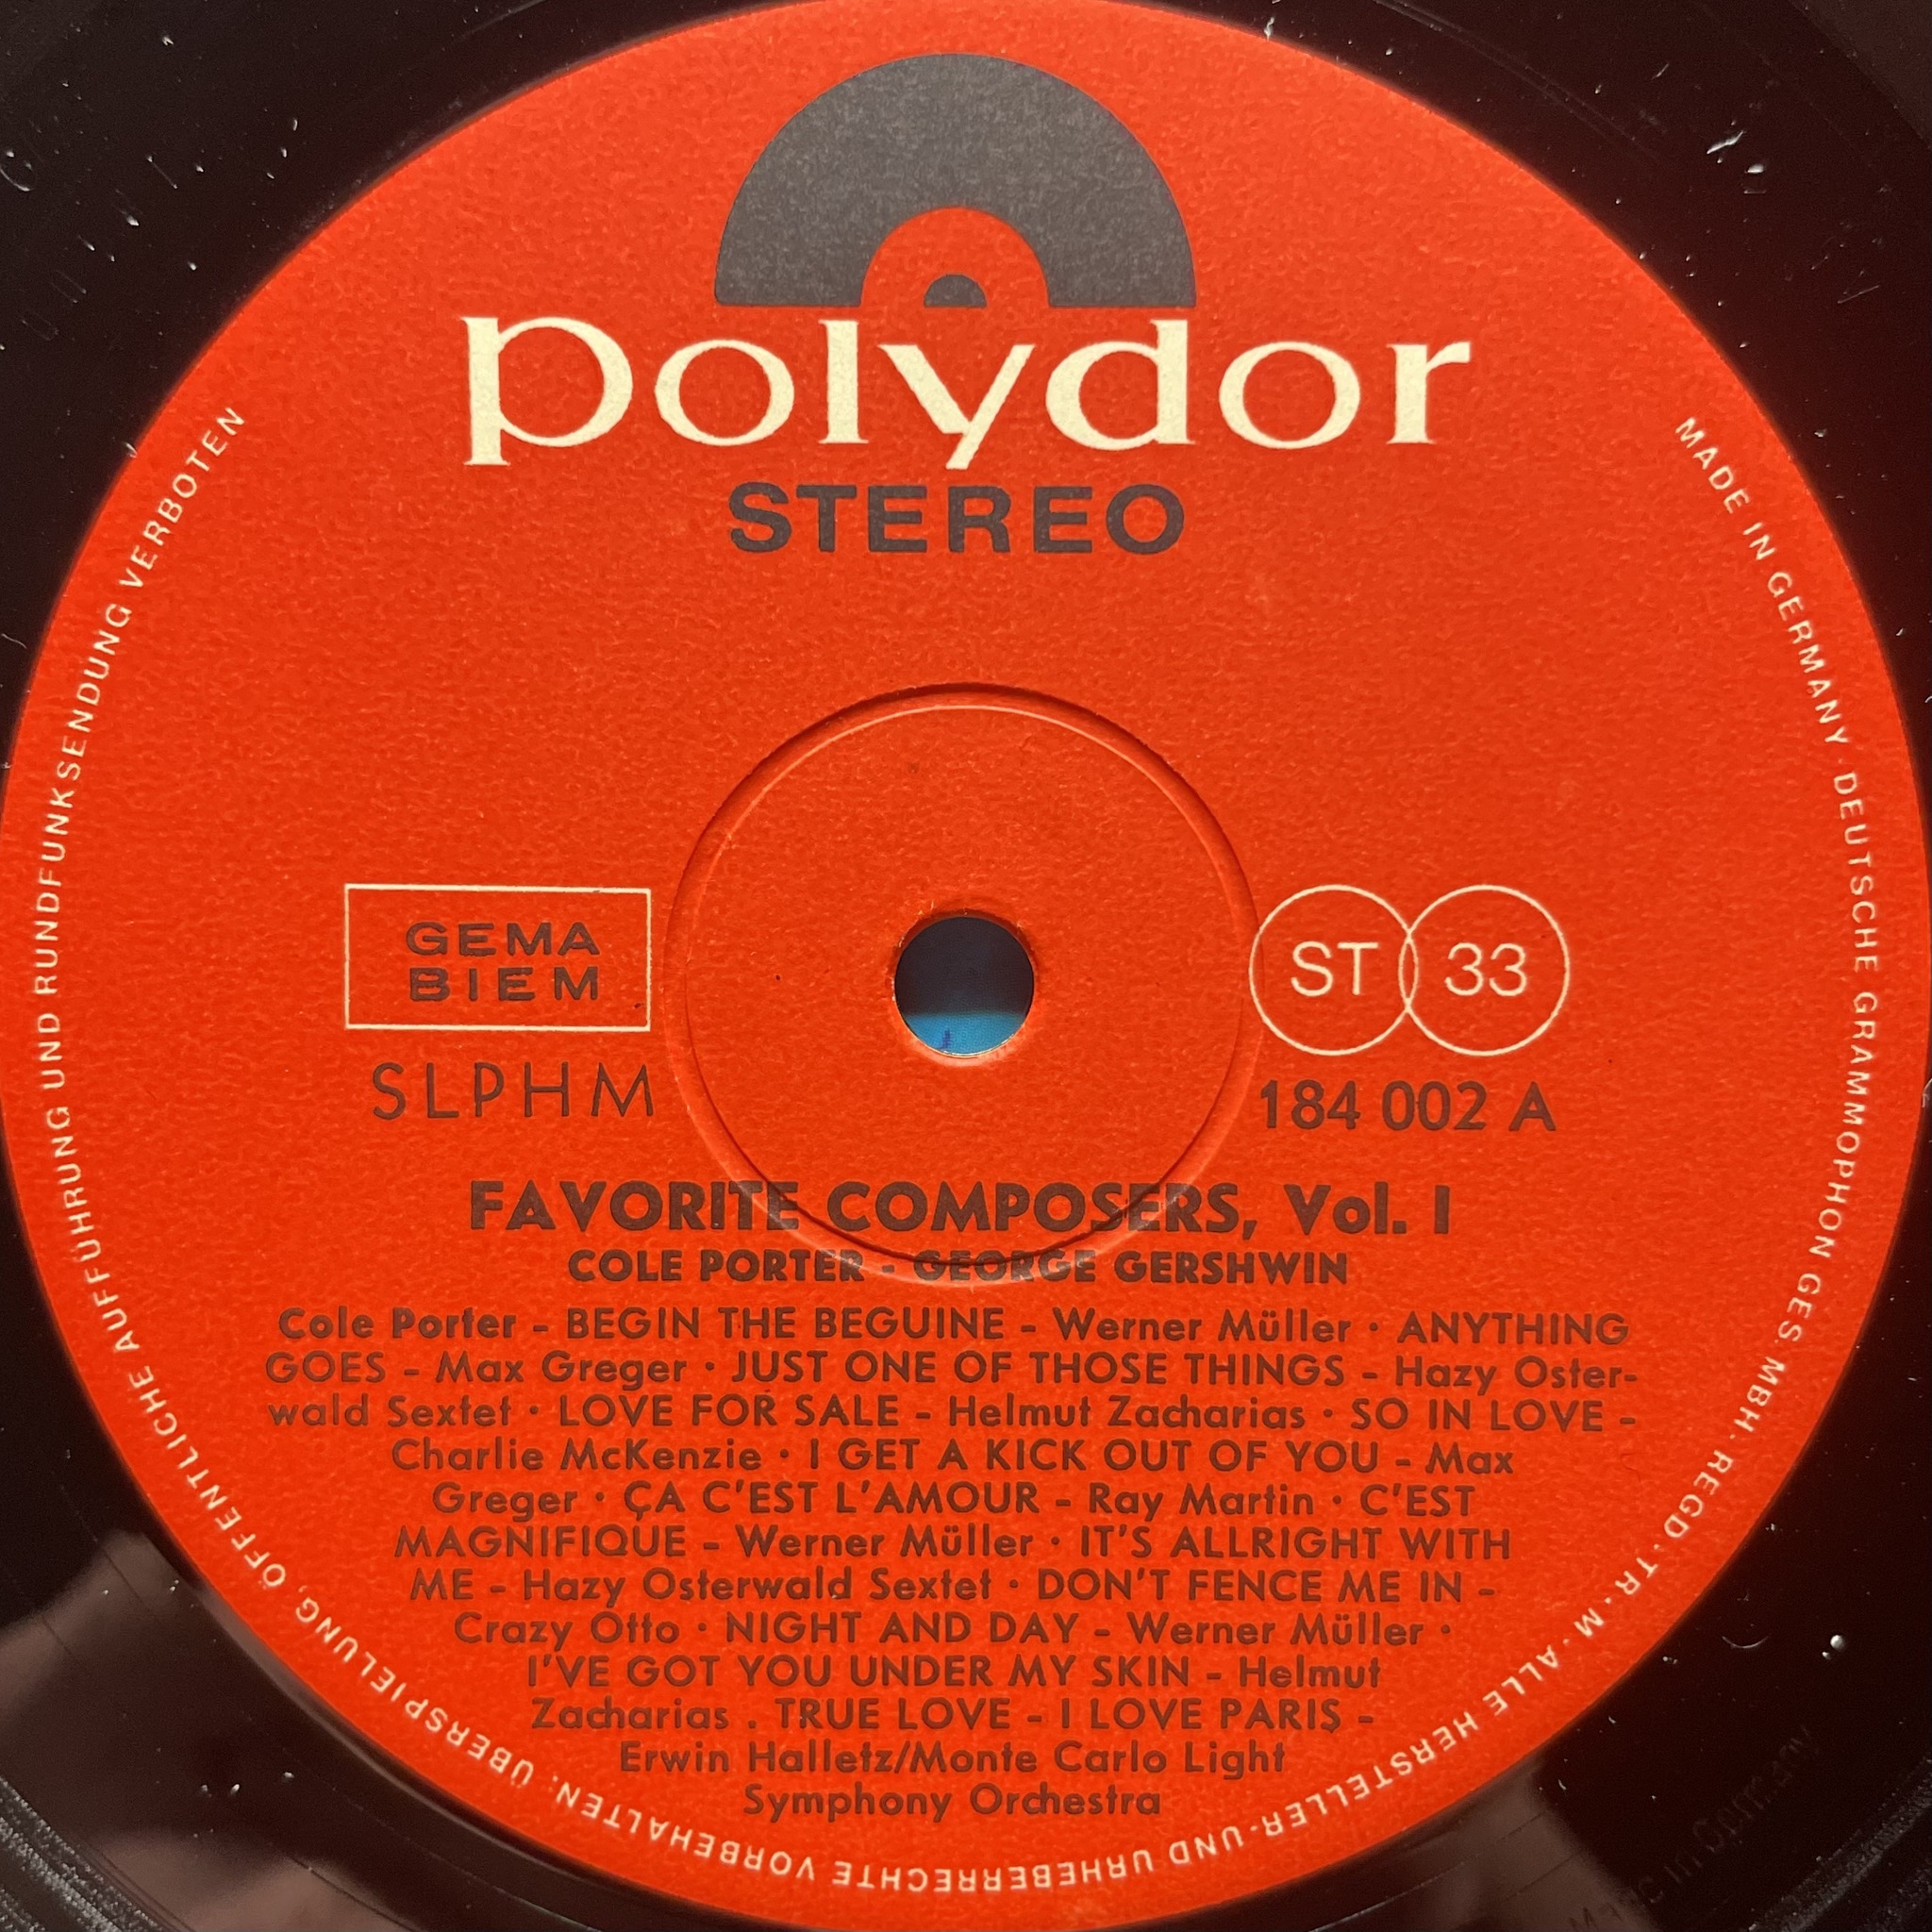 polydor
STEREO
GEMA
BIEM
SLPHM
ST 33
184 002 A
FAVORITE COMPOSERS, Vol. I
COLE PORTER - GEORGE GERSHWIN
Cole Porter - BEGIN THE BEGUINE - Werner Müller · ANYTHING
GOES - Max Greger · JUST ONE OF THOSE THINGS - Hazy Oster-
wald Sextet · LOVE FOR SALE - Helmut Zacharias · SO IN LOVE -
Charlie McKenzie · I GET A KICK OUT OF YOU - Max
Greger · ÇA C'EST L'AMOUR - Ray Martin · C'EST
MAGNIFIQUE - Werner Müller · IT'S ALLRIGHT WITH
ME - Hazy Osterwald Sextet · DON'T FENCE ME IN -
Crazy Otto · NIGHT AND DAY - Werner Müller ·
I'VE GOT YOU UNDER MY SKIN - Helmut
Zacharias . TRUE LOVE - I LOVE PARIS -
Erwin Halletz/Monte Carlo Light
Symphony Orchestra
MADE IN GERMANY · DEUTSCHE GRAMMOPHON GES. MBH. REGD · TR · M · ALLE HERSTELLER-UND URHEBERRECHTE VORBEHALTEN. ÜBERSPIELUNG, ÖFFENTLICHE AUFFÜHRUNG UND RUNDFUNKSENDUNG VERBOTEN
Made in Germany